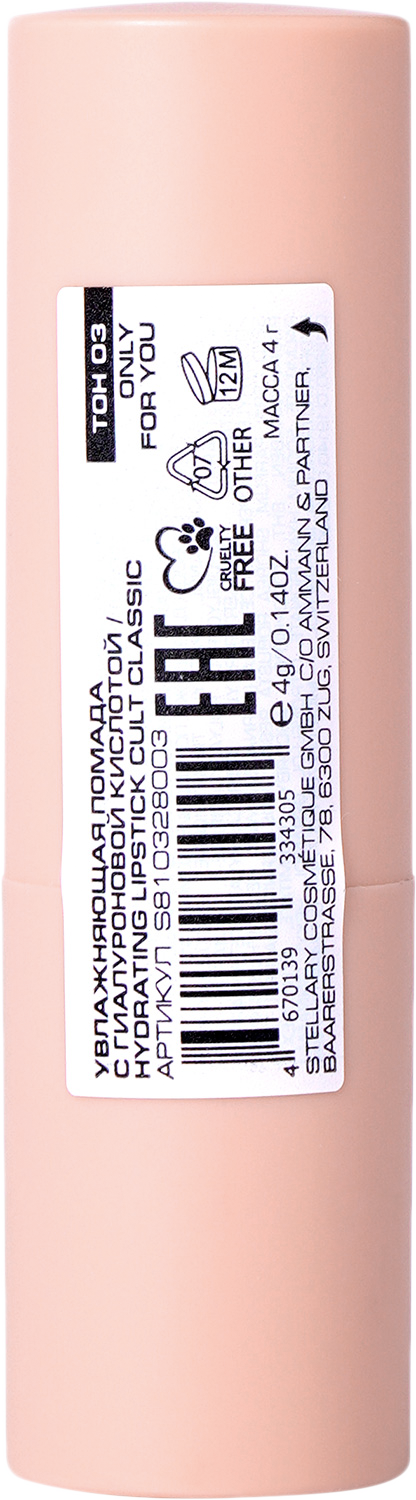 УВЛАЖНЯЮЩАЯ ПОМАДА
С ГИАЛУРОНОВОЙ КИСЛОТОЙ /
HYDRATING LIPSTICK CULT CLASSIC
АРТИКУЛ S810328003
ТОН 03
ONLY
FOR YOU
12M
07
OTHER
CRUELTY
FREE
EAC
МАССА 4 г
4 670139 334305
e 4g/0.14OZ.
STELLARY COSMÉTIQUE GMBH C/O AMMANN & PARTNER,
BAARERSTRASSE, 78, 6300 ZUG, SWITZERLAND